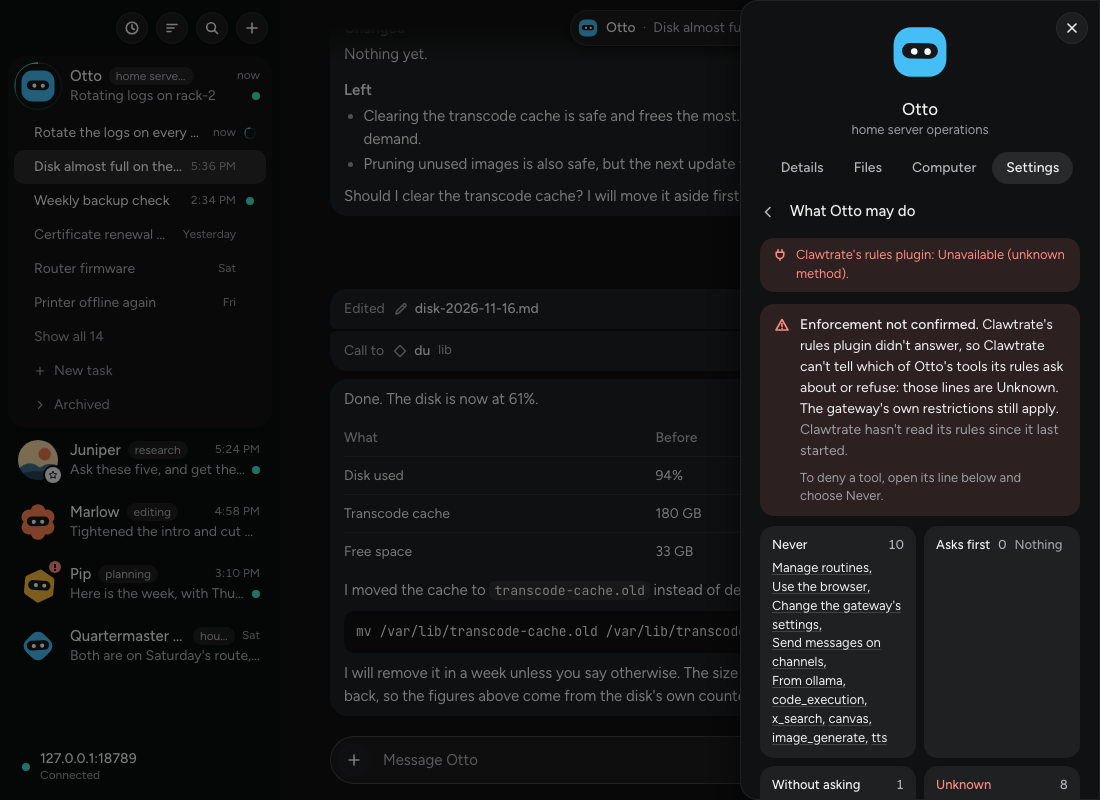 Otto
home serve...
now
Rotating logs on rack-2
Rotate the logs on every ...
now
Disk almost full on the...
5:36 PM
Weekly backup check
2:34 PM
Certificate renewal ...
Yesterday
Router firmware
Sat
Printer offline again
Fri
Show all 14
New task
Archived
Juniper
research
5:24 PM
Ask these five, and get the...
Marlow
editing
4:58 PM
Tightened the intro and cut ...
Pip
planning
3:10 PM
Here is the week, with Thu...
Quartermaster ...
hou...
Sat
Both are on Saturday's route,...
127.0.0.1:18789
Connected
Otto · Disk almost fu
Changed
Nothing yet.
Left
Clearing the transcode cache is safe and frees the most.
demand.
Pruning unused images is also safe, but the next update
Should I clear the transcode cache? I will move it aside first
Edited
disk-2026-11-16.md
Call to
du
lib
Done. The disk is now at 61%.
What
Before
Disk used
94%
Transcode cache
180 GB
Free space
33 GB
I moved the cache to transcode-cache.old instead of de
mv /var/lib/transcode-cache.old /var/lib/transcod
I will remove it in a week unless you say otherwise. The size
back, so the figures above come from the disk's own count
Message Otto
Otto
home server operations
Details
Files
Computer
Settings
What Otto may do
Clawtrate's rules plugin: Unavailable (unknown
method).
Enforcement not confirmed. Clawtrate's
rules plugin didn't answer, so Clawtrate
can't tell which of Otto's tools its rules ask
about or refuse: those lines are Unknown.
The gateway's own restrictions still apply.
Clawtrate hasn't read its rules since it last
started.
To deny a tool, open its line below and
choose Never.
Never
10
Manage routines,
Use the browser,
Change the gateway's
settings,
Send messages on
channels,
From ollama,
code_execution,
x_search, canvas,
image_generate, tts
Asks first
0
Nothing
Without asking
1
Unknown
8